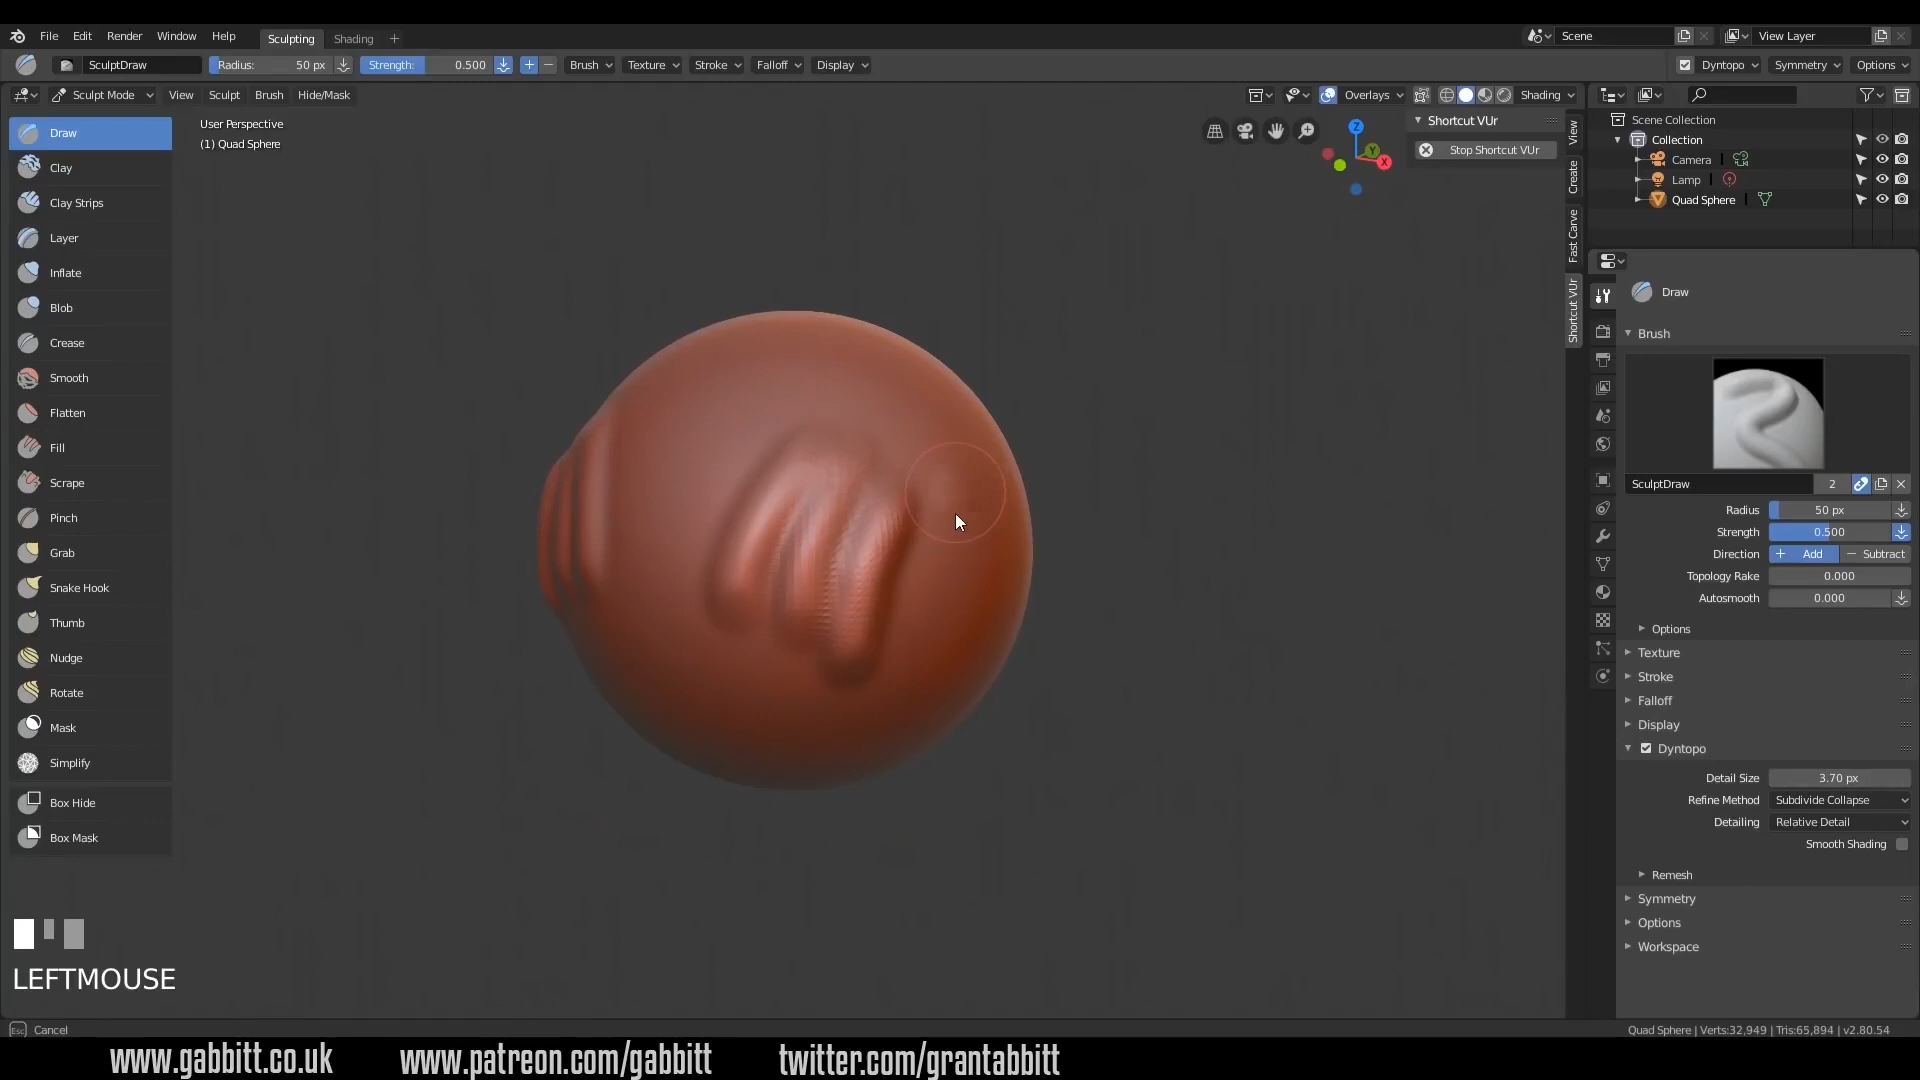 File Edit Render Window Help Sculpting Shading + Scene View Layer
SculptDraw Radius: 50 px Strength: 0.500 Brush Texture Stroke Falloff Display Dyntopo Symmetry Options
Sculpt Mode View Sculpt Brush Hide/Mask Overlays Shading
User Perspective
(1) Quad Sphere
Draw
Clay
Clay Strips
Layer
Inflate
Blob
Crease
Smooth
Flatten
Fill
Scrape
Pinch
Grab
Snake Hook
Thumb
Nudge
Rotate
Mask
Simplify
Box Hide
Box Mask
LEFTMOUSE
Z
Y
X
Shortcut VUr
Stop Shortcut VUr
View
Create
Fast Carve
Shortcut VUr
Scene Collection
Collection
Camera
Lamp
Quad Sphere
Draw
Brush
SculptDraw 2
Radius 50 px
Strength 0.500
Direction + Add − Subtract
Topology Rake 0.000
Autosmooth 0.000
Options
Texture
Stroke
Falloff
Display
Dyntopo
Detail Size 3.70 px
Refine Method Subdivide Collapse
Detailing Relative Detail
Smooth Shading
Remesh
Symmetry
Options
Workspace
Esc Cancel
Quad Sphere | Verts:32,949 | Tris:65,894 | v2.80.54
www.gabbitt.co.uk www.patreon.com/gabbitt twitter.com/grantabbitt